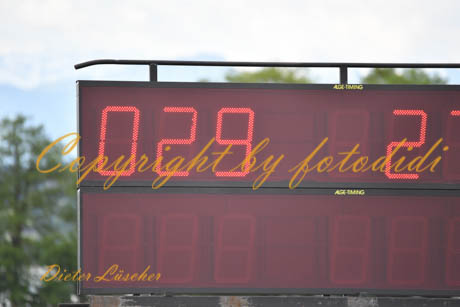 ALGE-TIMING
029 2
Copyright by fotodidi
ALGE-TIMING
Dieter Lüscher